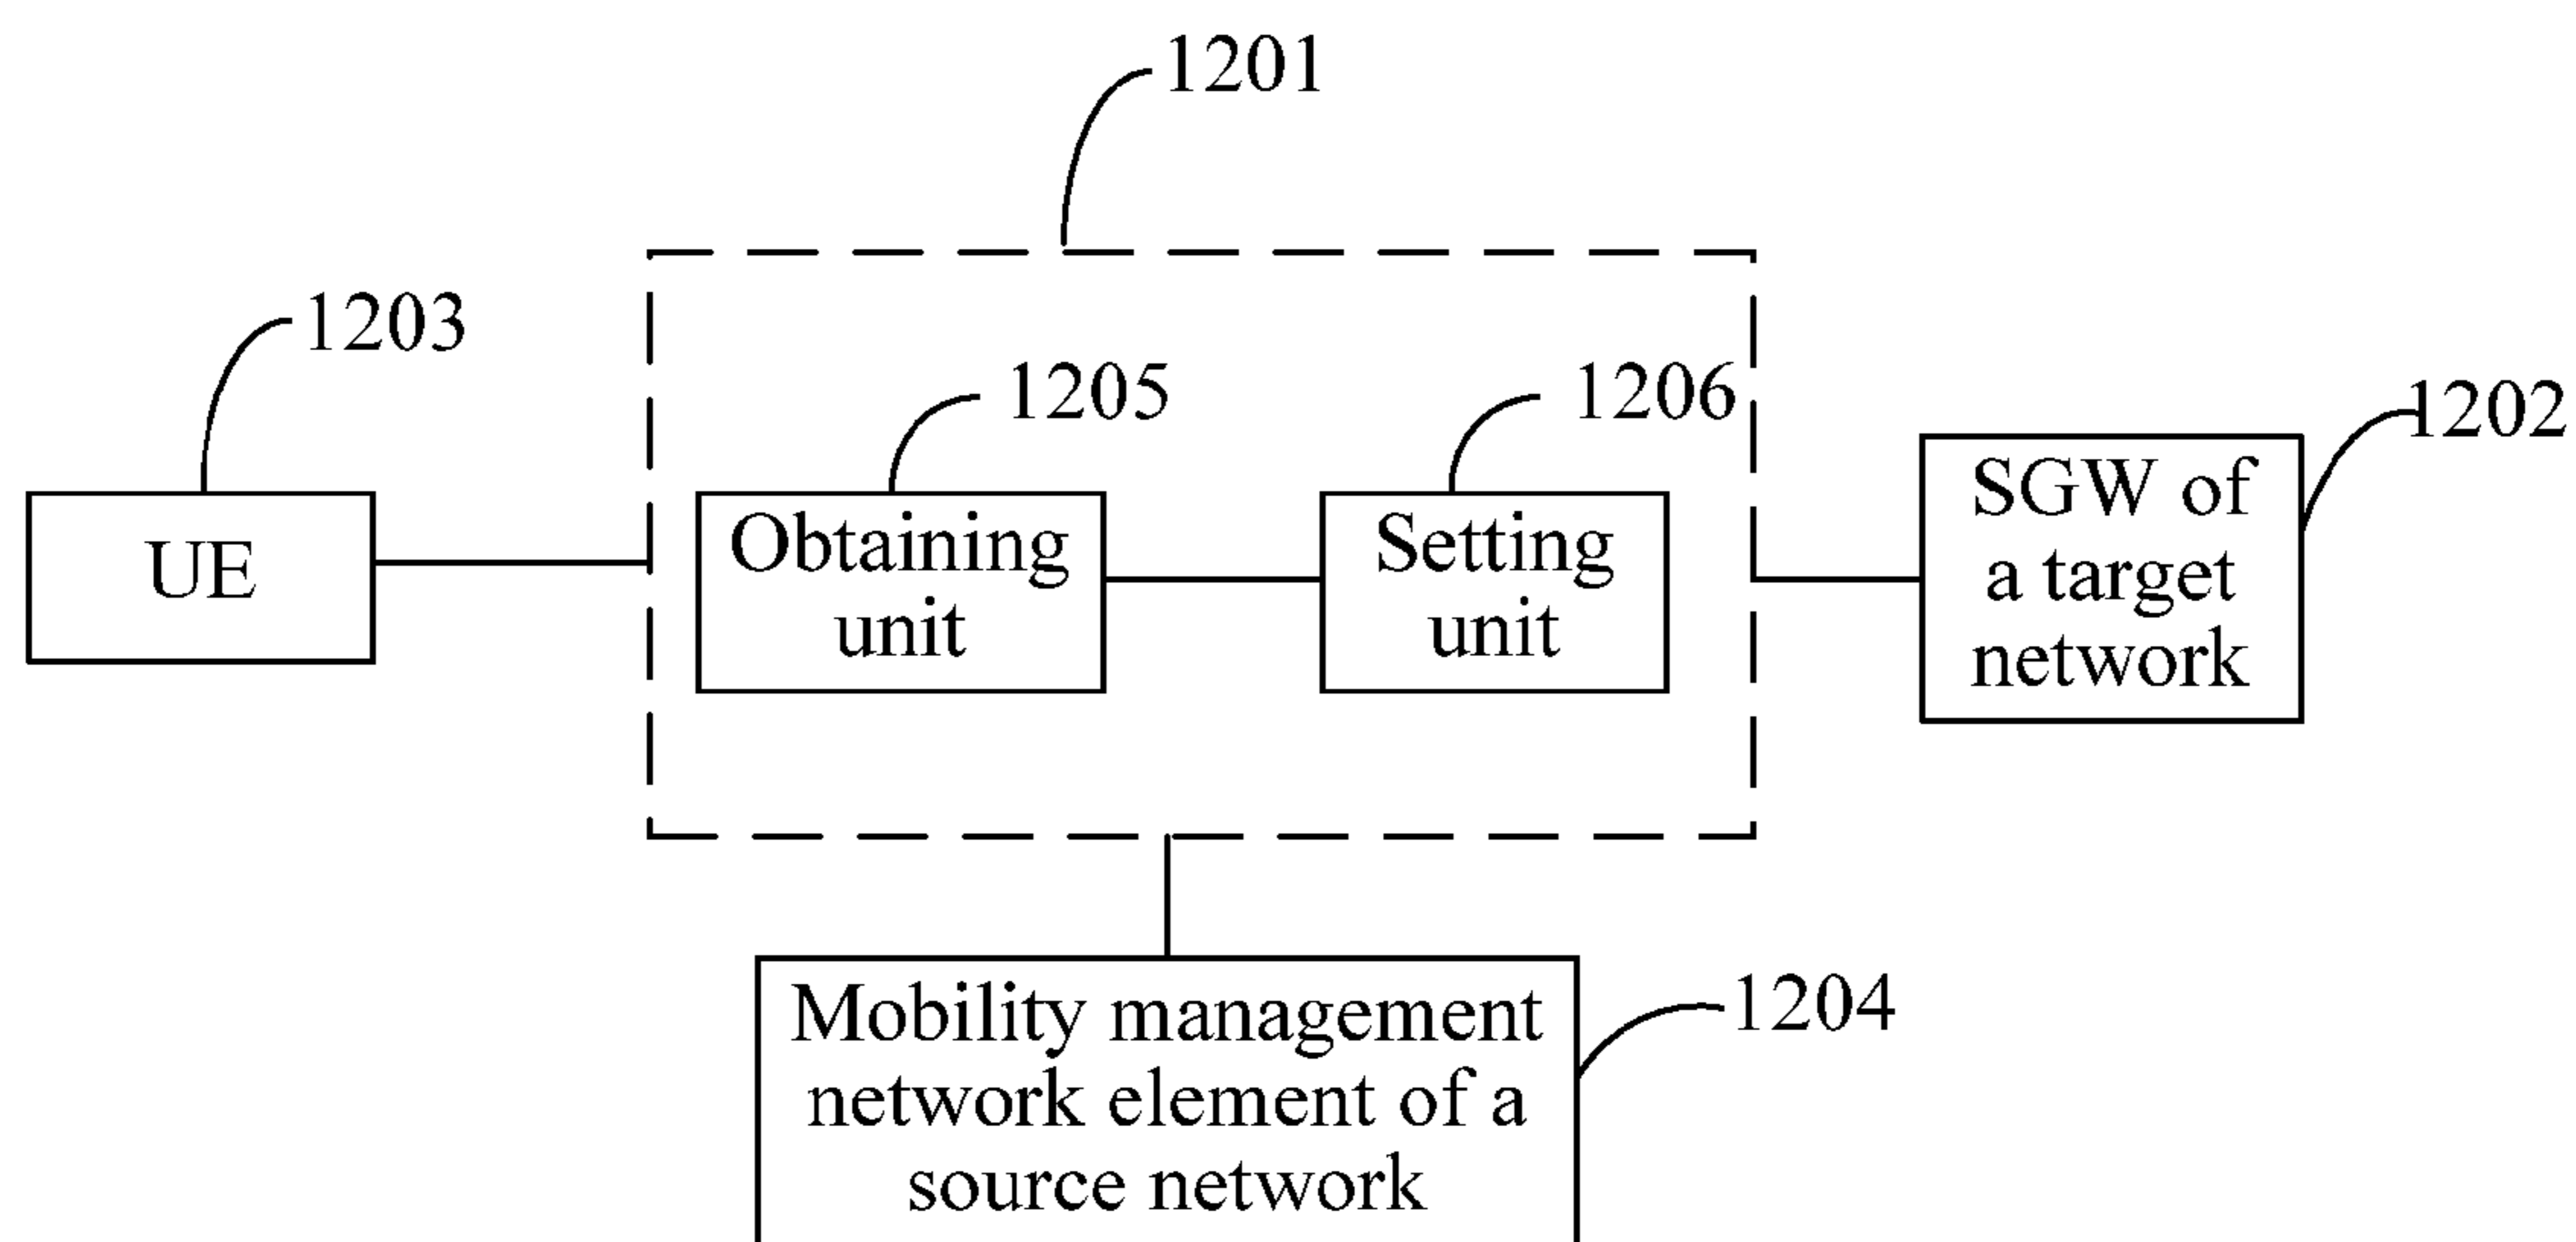 1201
1203
1205
1206
1202
UE
Obtaining
unit
Setting
unit
SGW of
a target
network
Mobility management
network element of a
source network
1204